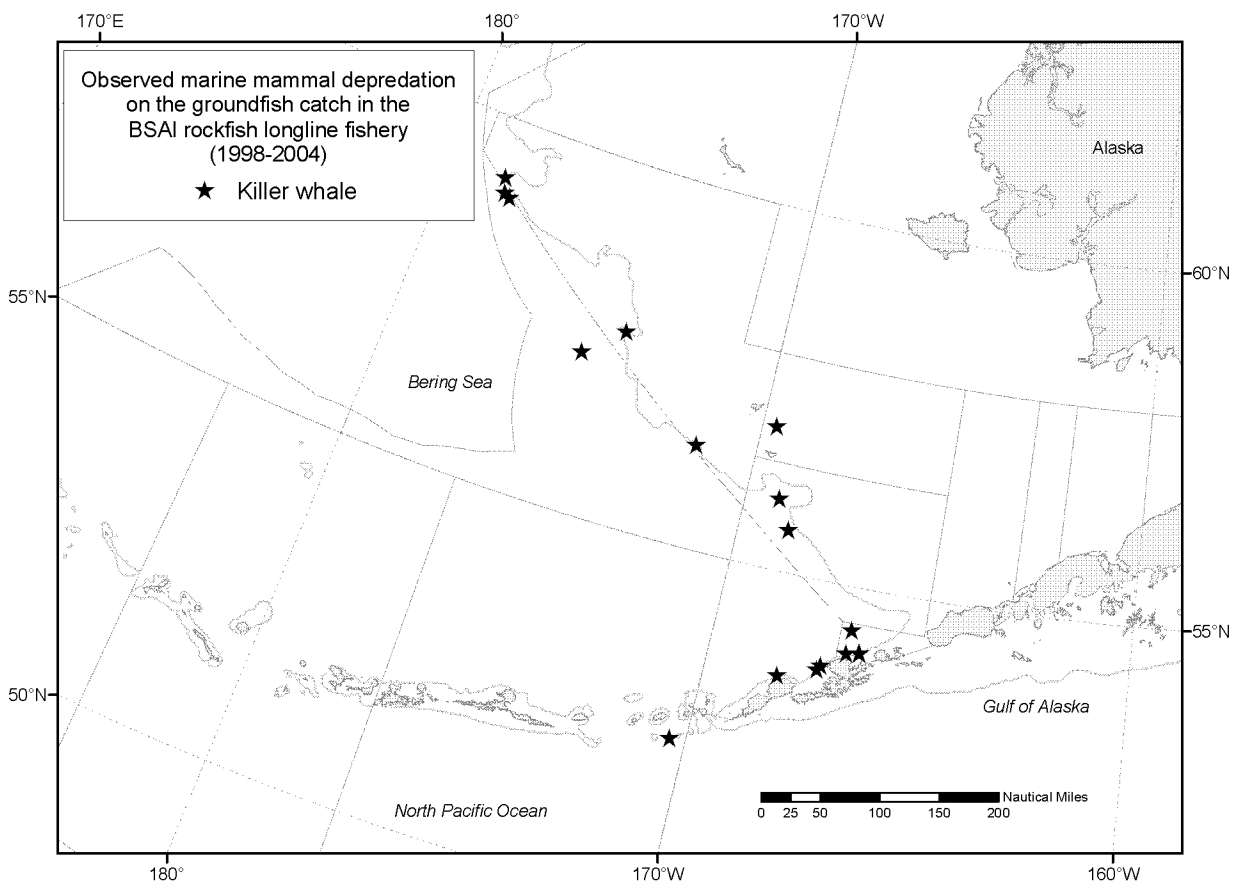 170°E 180° 170°W
Observed marine mammal depredation
on the groundfish catch in the
BSAI rockfish longline fishery
(1998-2004)
Killer whale
Alaska
60°N
55°N
Bering Sea
55°N
50°N
Gulf of Alaska
North Pacific Ocean
Nautical Miles
0 25 50 100 150 200
180° 170°W 160°W